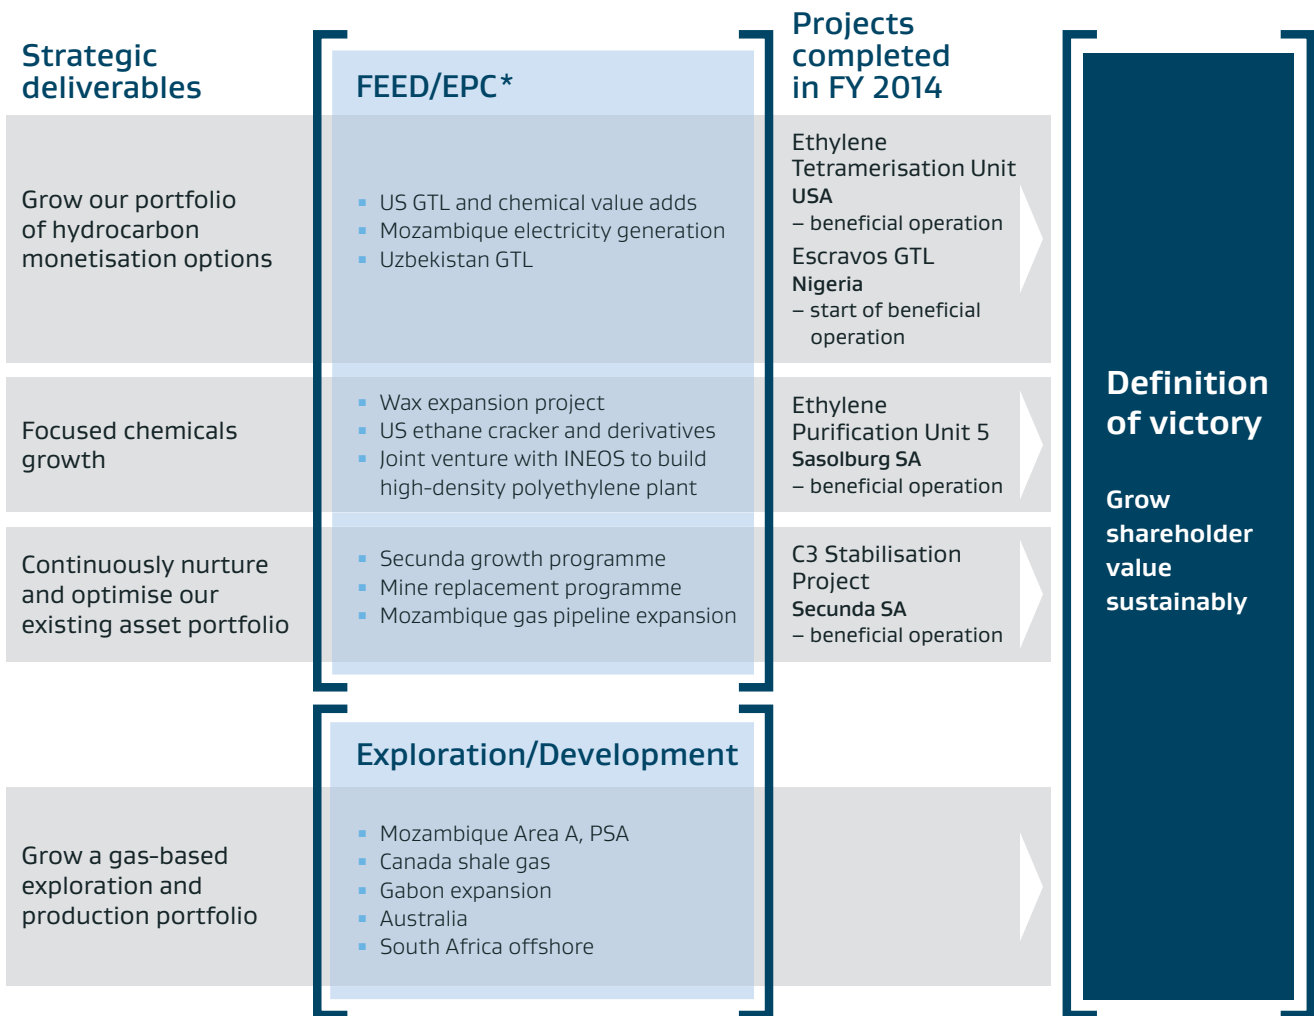 Strategic
deliverables
FEED/EPC*
Projects
completed
in FY 2014
Grow our portfolio
of hydrocarbon
monetisation options
▪ US GTL and chemical value adds
▪ Mozambique electricity generation
▪ Uzbekistan GTL
Ethylene
Tetramerisation Unit
USA
– beneficial operation
Escravos GTL
Nigeria
– start of beneficial
operation
Focused chemicals
growth
▪ Wax expansion project
▪ US ethane cracker and derivatives
▪ Joint venture with INEOS to build
high-density polyethylene plant
Ethylene
Purification Unit 5
Sasolburg SA
– beneficial operation
Continuously nurture
and optimise our
existing asset portfolio
▪ Secunda growth programme
▪ Mine replacement programme
▪ Mozambique gas pipeline expansion
C3 Stabilisation
Project
Secunda SA
– beneficial operation
Exploration/Development
Grow a gas-based
exploration and
production portfolio
▪ Mozambique Area A, PSA
▪ Canada shale gas
▪ Gabon expansion
▪ Australia
▪ South Africa offshore
Definition
of victory
Grow
shareholder
value
sustainably